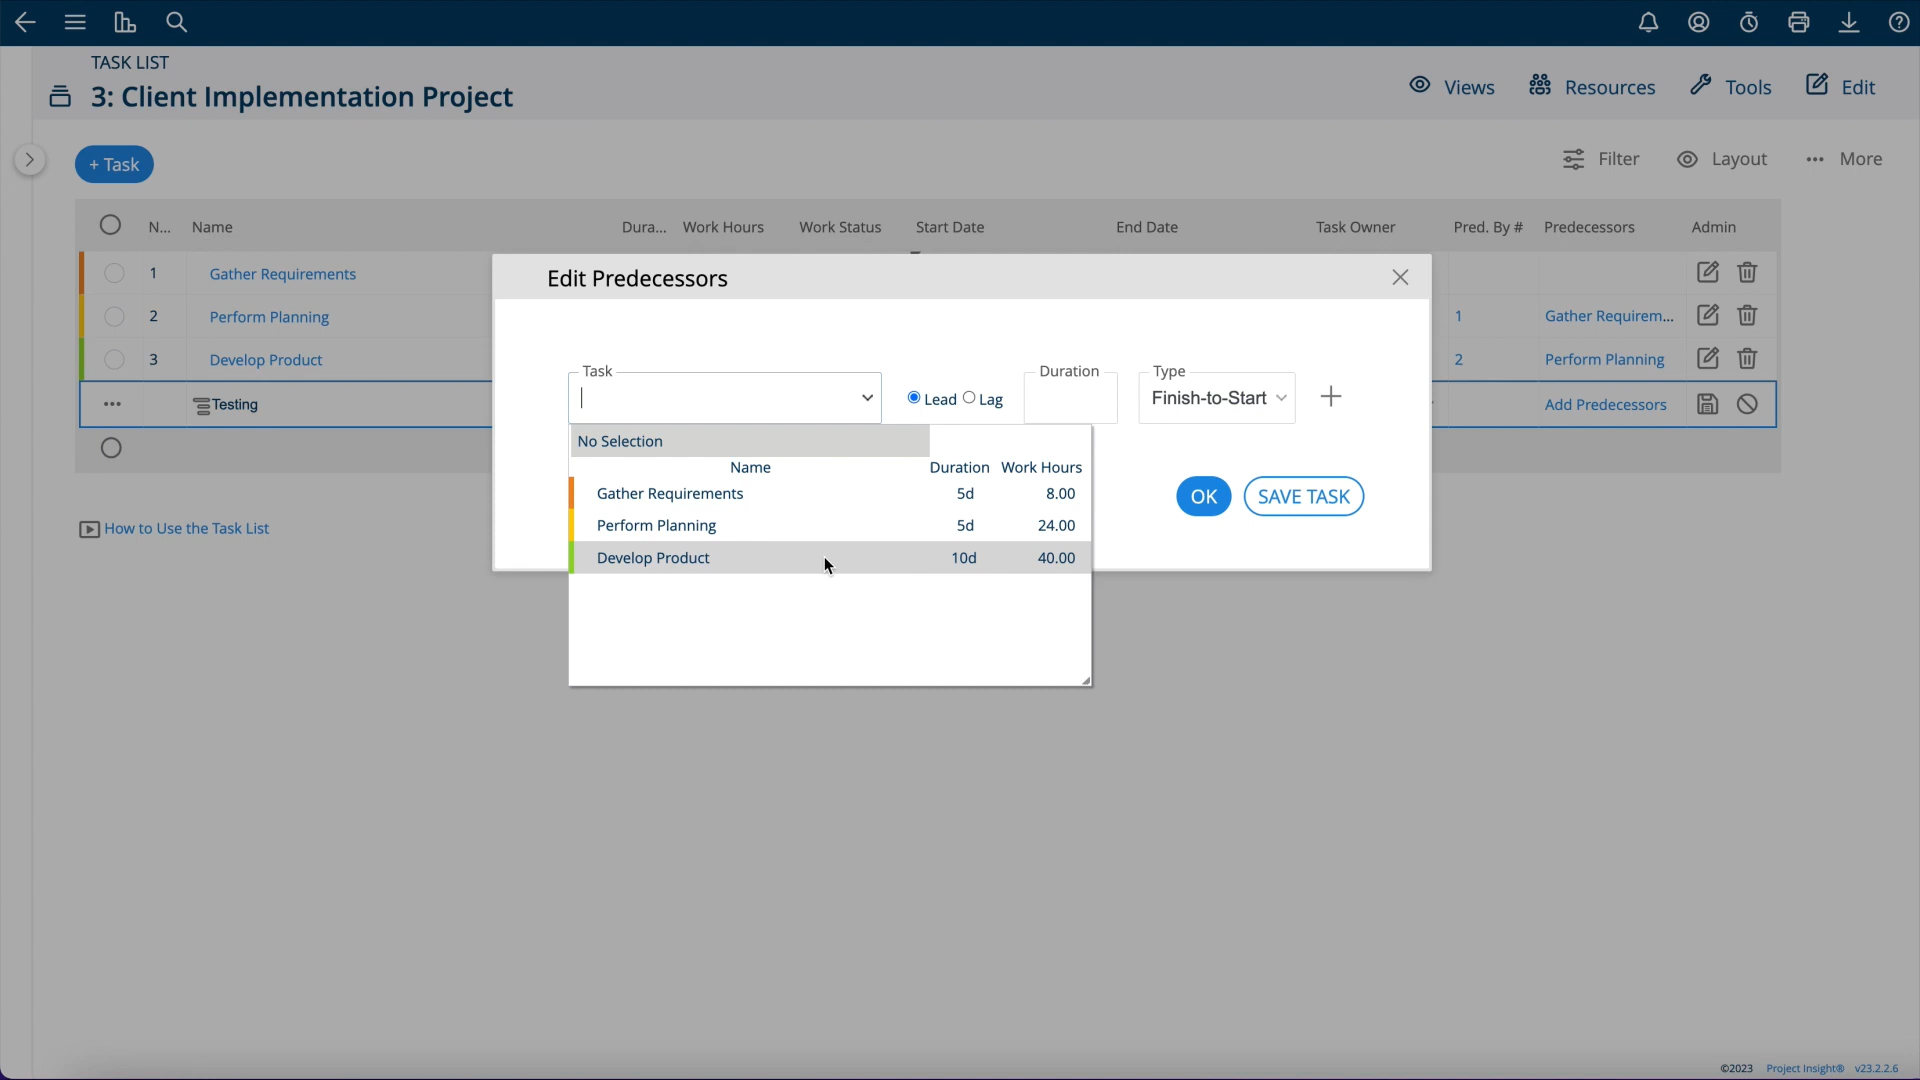 TASK LIST
3: Client Implementation Project
Views Resources Tools Edit
+ Task
Filter Layout ... More
N... Name Dura... Work Hours Work Status Start Date End Date Task Owner Pred. By # Predecessors Admin
1 Gather Requirements
2 Perform Planning 1 Gather Requirem...
3 Develop Product 2 Perform Planning
... Testing Add Predecessors
How to Use the Task List
Edit Predecessors
Task Duration Type
Lead Lag Finish-to-Start
No Selection
Name Duration Work Hours
Gather Requirements 5d 8.00
Perform Planning 5d 24.00
Develop Product 10d 40.00
OK SAVE TASK
©2023 Project Insight® v23.2.2.6